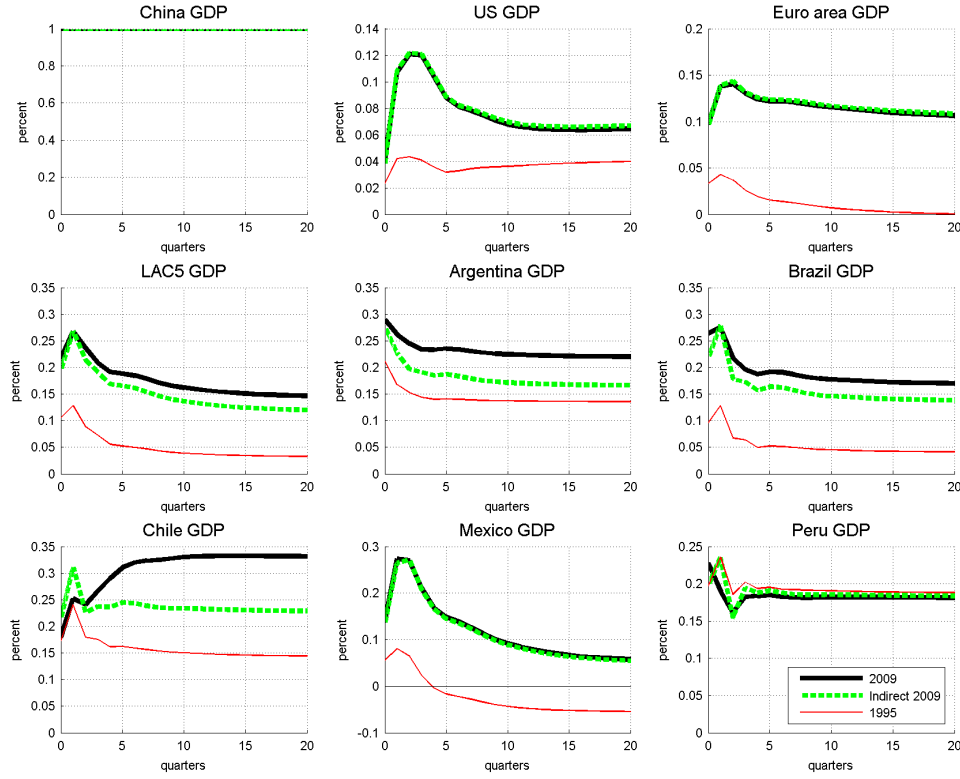 China GDP
1
0.8
0.6
0.4
0.2
0
percent
0 5 10 15 20
quarters
US GDP
0.14
0.12
0.1
0.08
0.06
0.04
0.02
0
percent
0 5 10 15 20
quarters
Euro area GDP
0.2
0.15
0.1
0.05
0
percent
0 5 10 15 20
quarters
LAC5 GDP
0.35
0.3
0.25
0.2
0.15
0.1
0.05
0
percent
0 5 10 15 20
quarters
Argentina GDP
0.35
0.3
0.25
0.2
0.15
0.1
0.05
0
percent
0 5 10 15 20
quarters
Brazil GDP
0.35
0.3
0.25
0.2
0.15
0.1
0.05
0
percent
0 5 10 15 20
quarters
Chile GDP
0.35
0.3
0.25
0.2
0.15
0.1
0.05
0
percent
0 5 10 15 20
quarters
Mexico GDP
0.3
0.2
0.1
0
-0.1
percent
0 5 10 15 20
quarters
Peru GDP
0.25
0.2
0.15
0.1
0.05
0
percent
0 5 10 15 20
quarters
2009
Indirect 2009
1995